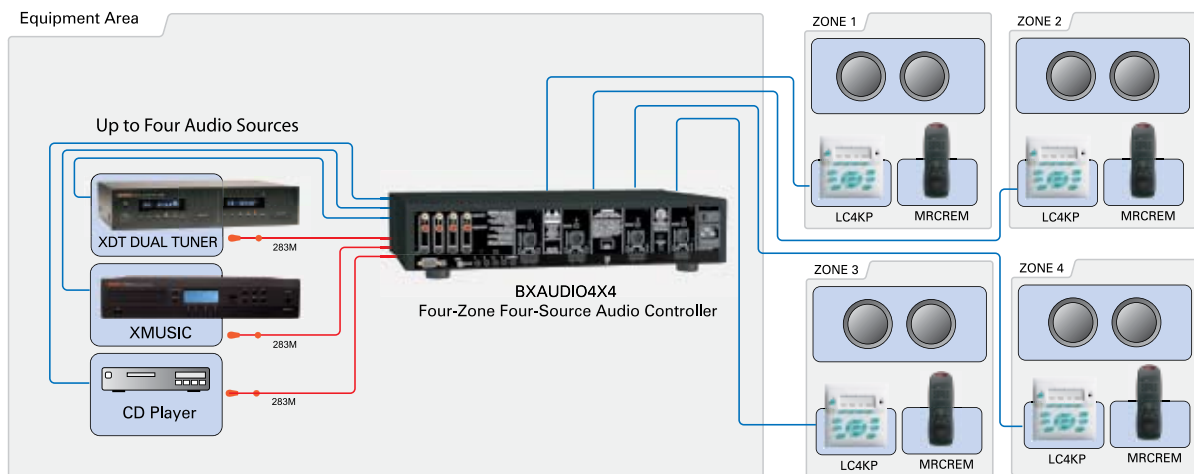 Equipment Area
Up to Four Audio Sources
XDT DUAL TUNER
283M
XMUSIC
283M
CD Player
283M
BXAUDIO4X4
Four-Zone Four-Source Audio Controller
ZONE 1
LC4KP
MRCREM
ZONE 2
LC4KP
MRCREM
ZONE 3
LC4KP
MRCREM
ZONE 4
LC4KP
MRCREM